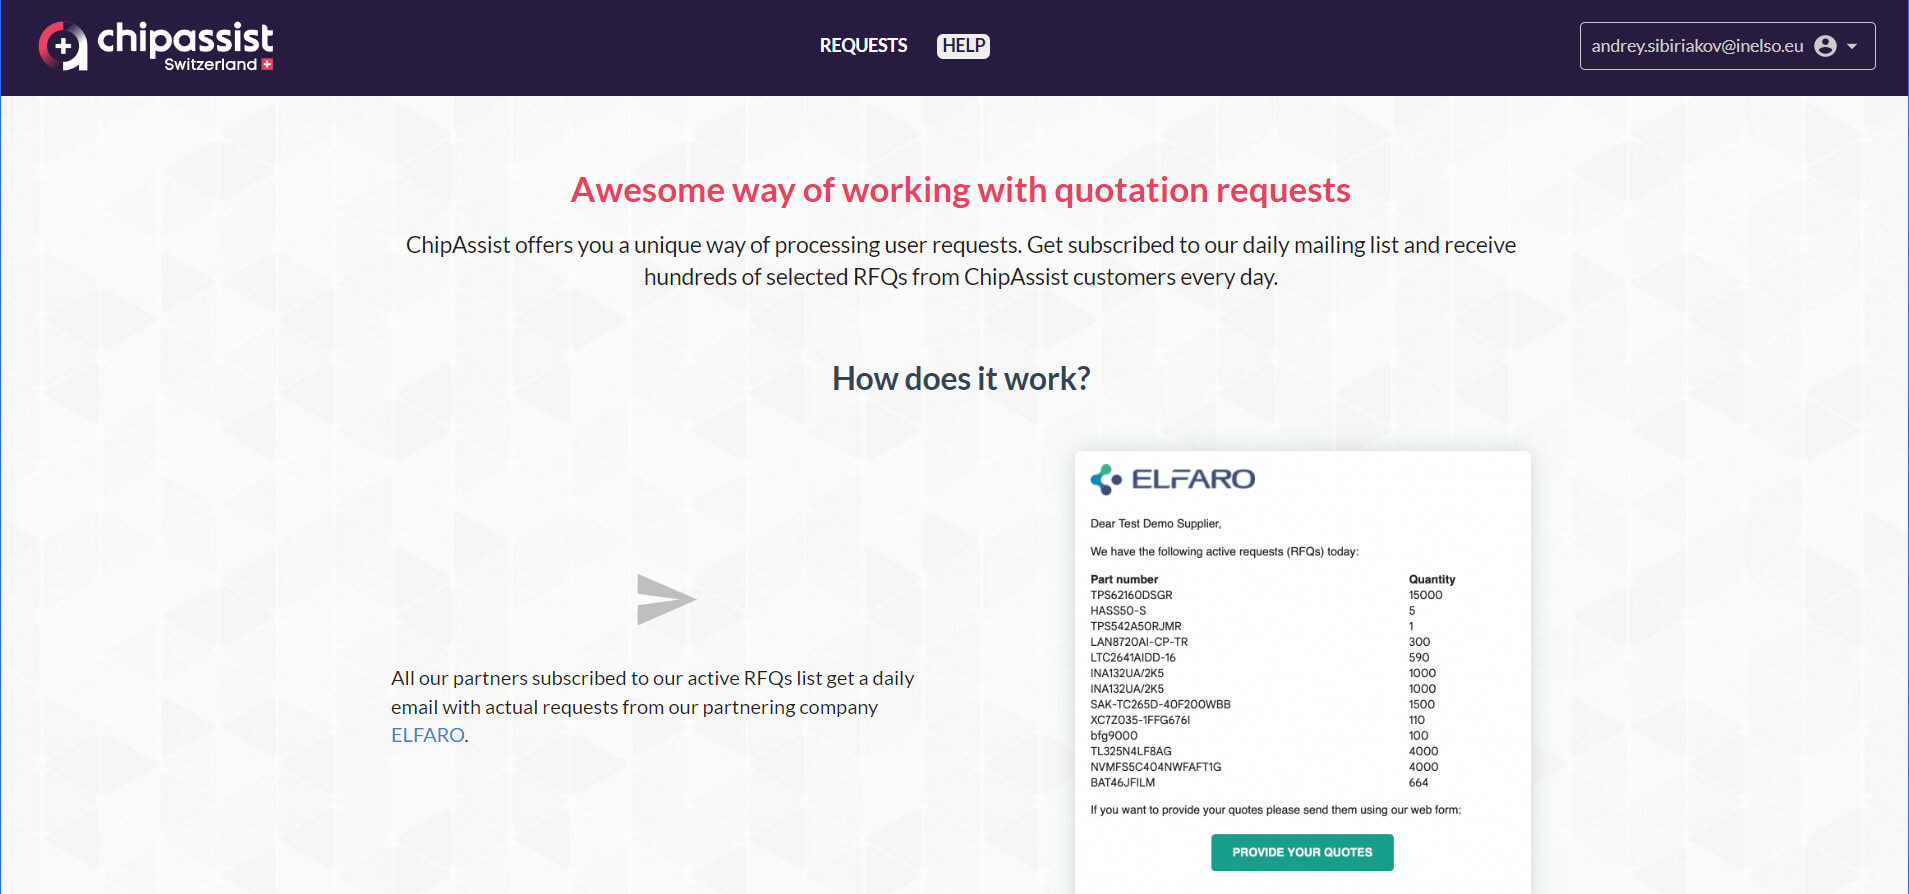 chipassist
Switzerland
REQUESTS
HELP
andrey.sibiriakov@inelso.eu
Awesome way of working with quotation requests
ChipAssist offers you a unique way of processing user requests. Get subscribed to our daily mailing list and receive
hundreds of selected RFQs from ChipAssist customers every day.
How does it work?
All our partners subscribed to our active RFQs list get a daily
email with actual requests from our partnering company
ELFARO.
ELFARO
Dear Test Demo Supplier,
We have the following active requests (RFQs) today:
Part number Quantity
TPS62160DSGR 15000
HASS50-S 5
TPS542A50RJMR 1
LAN8720AI-CP-TR 300
LTC2641AIDD-16 590
INA132UA/2K5 1000
INA132UA/2K5 1000
SAK-TC265D-40F200WBB 1500
XC7Z035-1FFG676I 110
bfg9000 100
TL325N4LF8AG 4000
NVMFS5C404NWFAFT1G 4000
BAT46JFILM 664
If you want to provide your quotes please send them using our web form:
PROVIDE YOUR QUOTES